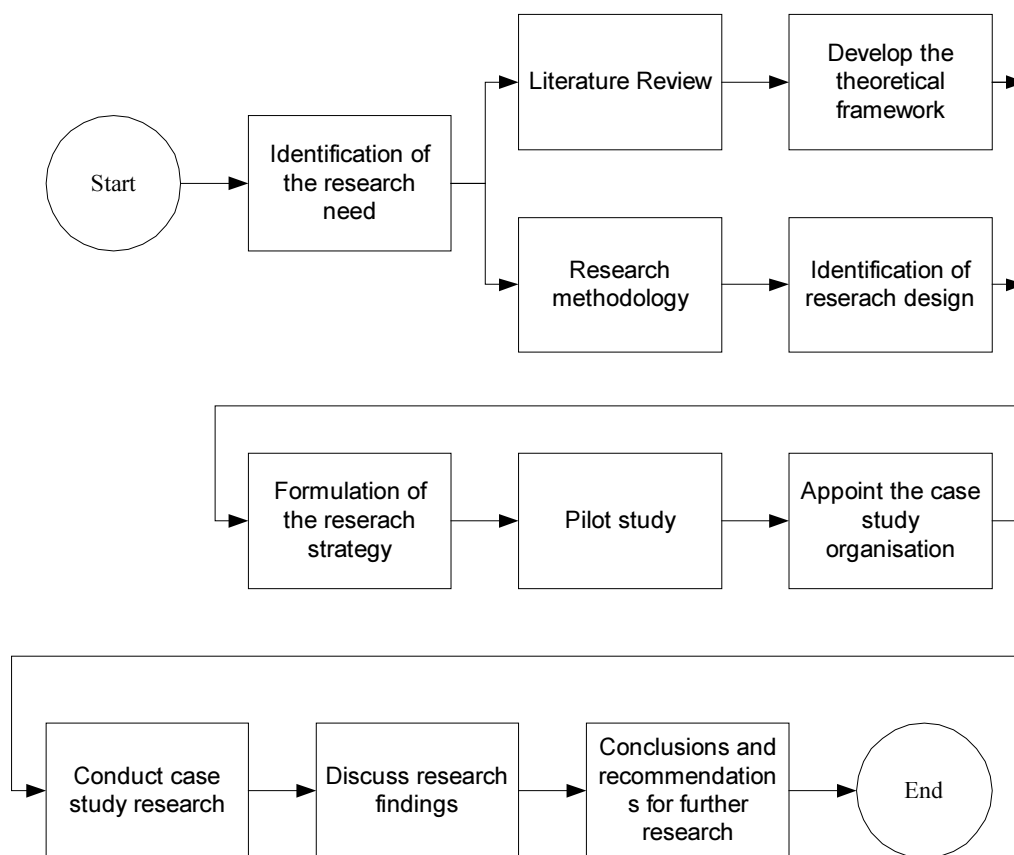 Start
Identification of
the research
need
Literature Review
Develop the
theoretical
framework
Research
methodology
Identification of
reserach design
Formulation of
the reserach
strategy
Pilot study
Appoint the case
study
organisation
Conduct case
study research
Discuss research
findings
Conclusions and
recommendation
s for further
research
End